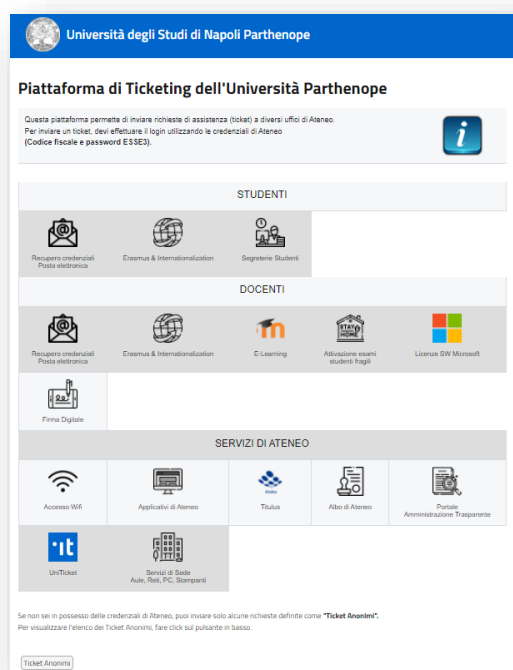 Università degli Studi di Napoli Parthenope
Piattaforma di Ticketing dell'Università Parthenope
Questa piattaforma permette di inviare richieste di assistenza (ticket) a diversi uffici di Ateneo.
Per inviare un ticket, devi effettuare il login utilizzando le credenziali di Ateneo
(Codice fiscale e password ESSE3).
i
STUDENTI
Recupero credenziali
Posta elettronica
Erasmus & Internationalization
Segreterie Studenti
DOCENTI
Recupero credenziali
Posta elettronica
Erasmus & Internationalization
E-Learning
STAY
HOME
Attivazione esami
studenti fragili
Licenze SW Microsoft
Firma Digitale
SERVIZI DI ATENEO
Accesso Wifi
Applicativi di Ateneo
Titulus
Albo di Ateneo
Portale
Amministrazione Trasparente
·it
UniTicket
Servizi di Sede
Aule, Reti, PC, Stampanti
Se non sei in possesso delle credenziali di Ateneo, puoi inviare solo alcune richieste definite come "Ticket Anonimi".
Per visualizzare l'elenco dei Ticket Anonimi, fare click sul pulsante in basso.
Ticket Anonimi